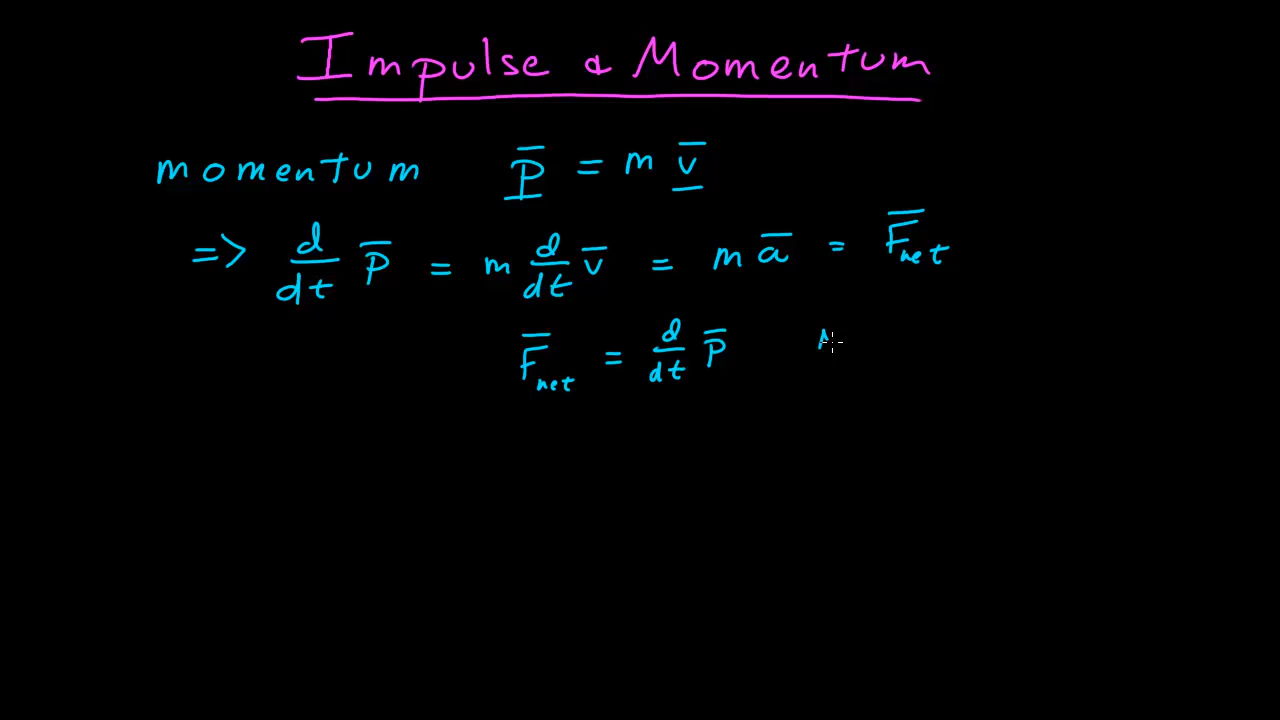 Impulse & Momentum
momentum P̅ = m v̅
=> d/dt P̅ = m d/dt v̅ = m a̅ = F̅net
F̅net = d/dt P̅